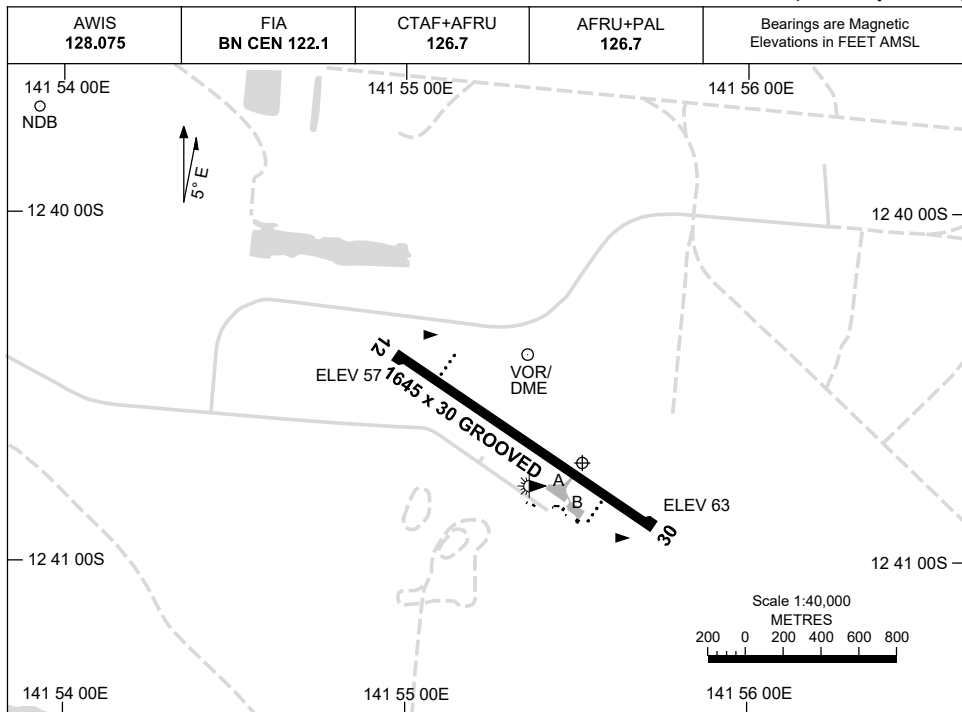 AWIS
128.075
FIA
BN CEN 122.1
CTAF+AFRU
126.7
AFRU+PAL
126.7
Bearings are Magnetic
Elevations in FEET AMSL
141 54 00E
141 55 00E
141 56 00E
NDB
5° E
12 40 00S
12 40 00S
12
ELEV 57
1645 x 30 GROOVED
VOR/
DME
A
B
ELEV 63
30
12 41 00S
12 41 00S
Scale 1:40,000
METRES
200 0 200 400 600 800
141 54 00E
141 55 00E
141 56 00E